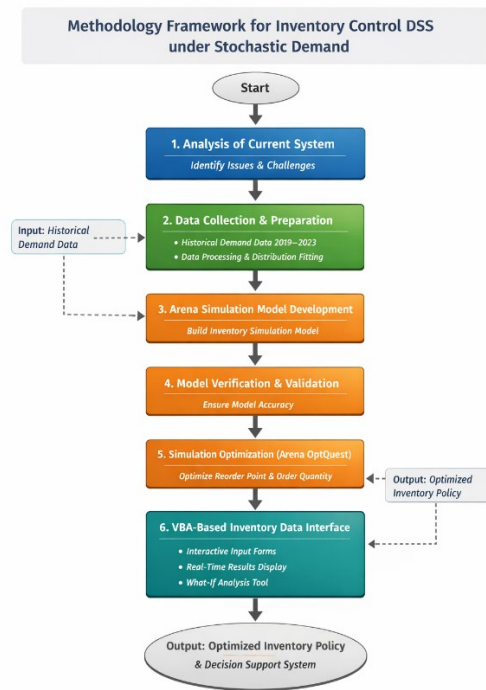 Methodology Framework for Inventory Control DSS
under Stochastic Demand
Start
1. Analysis of Current System
Identify Issues & Challenges
2. Data Collection & Preparation
• Historical Demand Data 2019–2023
• Data Processing & Distribution Fitting
Input: Historical
Demand Data
3. Arena Simulation Model Development
Build Inventory Simulation Model
4. Model Verification & Validation
Ensure Model Accuracy
5. Simulation Optimization (Arena OptQuest)
Optimize Reorder Point & Order Quantity
Output: Optimized
Inventory Policy
6. VBA-Based Inventory Data Interface
• Interactive Input Forms
• Real-Time Results Display
• What-If Analysis Tool
Output: Optimized Inventory Policy
& Decision Support System